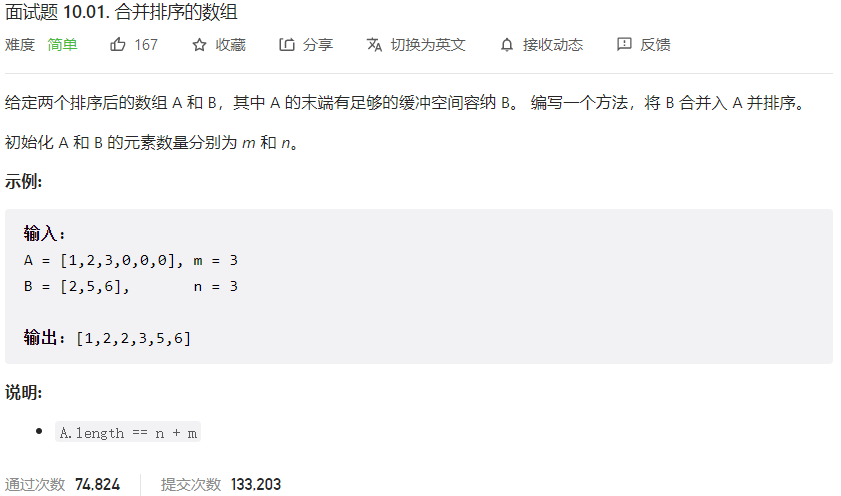 面试题 10.01. 合并排序的数组
难度 简单 167 收藏 分享 切换为英文 接收动态 反馈
给定两个排序后的数组 A 和 B，其中 A 的末端有足够的缓冲空间容纳 B。 编写一个方法，将 B 合并入 A 并排序。
初始化 A 和 B 的元素数量分别为 m 和 n。
示例:
输入：
A = [1,2,3,0,0,0], m = 3
B = [2,5,6],       n = 3
输出：[1,2,2,3,5,6]
说明:
A.length == n + m
通过次数 74,824 提交次数 133,203